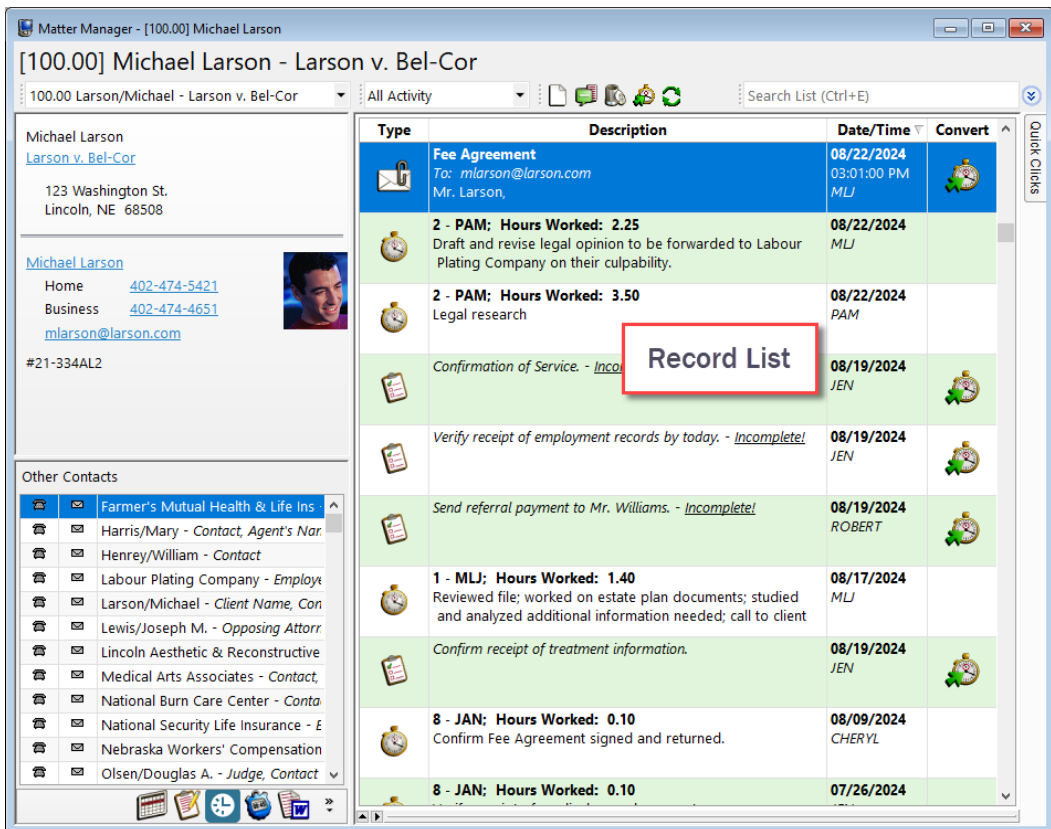 Matter Manager - [100.00] Michael Larson
[100.00] Michael Larson - Larson v. Bel-Cor
100.00 Larson/Michael - Larson v. Bel-Cor
All Activity
Search List (Ctrl+E)
Michael Larson
Larson v. Bel-Cor
123 Washington St.
Lincoln, NE 68508
Michael Larson
Home 402-474-5421
Business 402-474-4651
mlarson@larson.com
#21-334AL2
Other Contacts
Farmer's Mutual Health & Life Ins -
Harris/Mary - Contact, Agent's Nam
Henrey/William - Contact
Labour Plating Company - Employe
Larson/Michael - Client Name, Con
Lewis/Joseph M. - Opposing Attorn
Lincoln Aesthetic & Reconstructive
Medical Arts Associates - Contact,
National Burn Care Center - Conta
National Security Life Insurance - E
Nebraska Workers' Compensation
Olsen/Douglas A. - Judge, Contact
Type Description Date/Time Convert
Fee Agreement 08/22/2024
To: mlarson@larson.com 03:01:00 PM
Mr. Larson, MLJ
2 - PAM; Hours Worked: 2.25 08/22/2024
Draft and revise legal opinion to be forwarded to Labour MLJ
Plating Company on their culpability.
2 - PAM; Hours Worked: 3.50 08/22/2024
Legal research PAM
Record List
Confirmation of Service. - Inco 08/19/2024
JEN
Verify receipt of employment records by today. - Incomplete! 08/19/2024
JEN
Send referral payment to Mr. Williams. - Incomplete! 08/19/2024
ROBERT
1 - MLJ; Hours Worked: 1.40 08/17/2024
Reviewed file; worked on estate plan documents; studied MLJ
and analyzed additional information needed; call to client
Confirm receipt of treatment information. 08/19/2024
JEN
8 - JAN; Hours Worked: 0.10 08/09/2024
Confirm Fee Agreement signed and returned. CHERYL
8 - JAN; Hours Worked: 0.10 07/26/2024
Quick Clicks